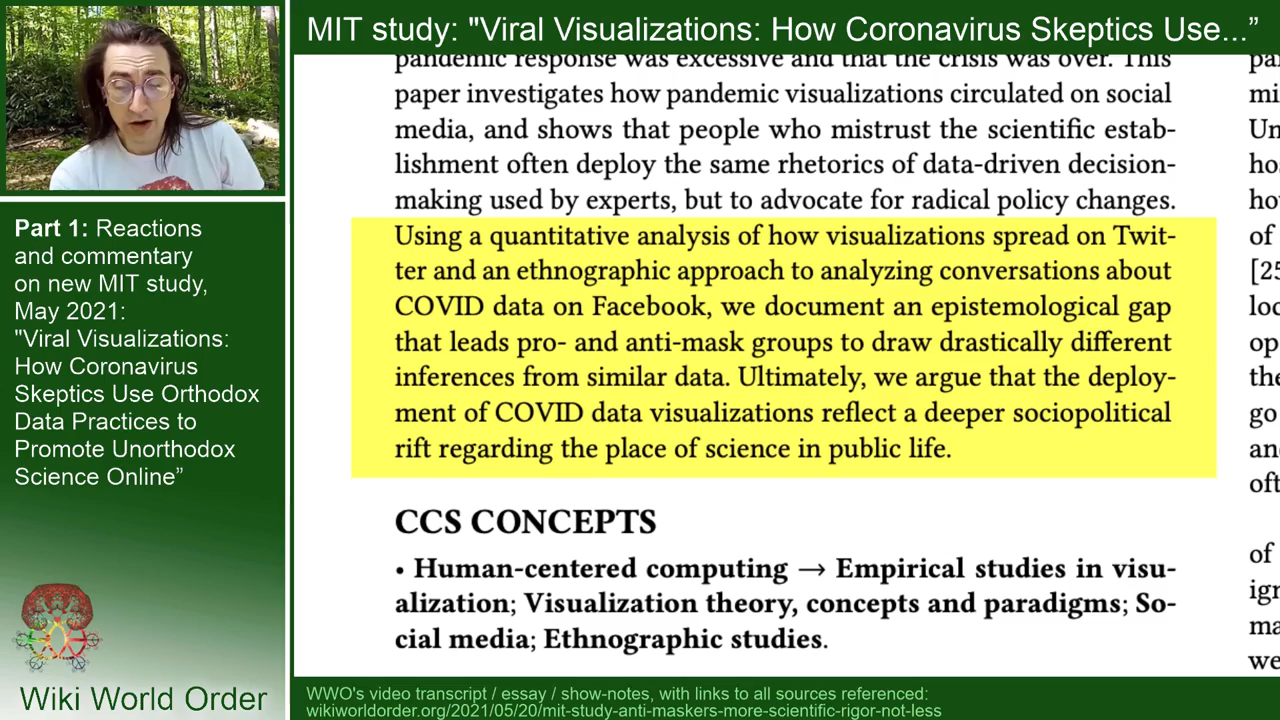 MIT study: "Viral Visualizations: How Coronavirus Skeptics Use...”
Part 1: Reactions
and commentary
on new MIT study,
May 2021:
"Viral Visualizations:
How Coronavirus
Skeptics Use Orthodox
Data Practices to
Promote Unorthodox
Science Online”
Wiki World Order
pandemic response was excessive and that the crisis was over. This
paper investigates how pandemic visualizations circulated on social
media, and shows that people who mistrust the scientific estab-
lishment often deploy the same rhetorics of data-driven decision-
making used by experts, but to advocate for radical policy changes.
Using a quantitative analysis of how visualizations spread on Twit-
ter and an ethnographic approach to analyzing conversations about
COVID data on Facebook, we document an epistemological gap
that leads pro- and anti-mask groups to draw drastically different
inferences from similar data. Ultimately, we argue that the deploy-
ment of COVID data visualizations reflect a deeper sociopolitical
rift regarding the place of science in public life.
CCS CONCEPTS
• Human-centered computing → Empirical studies in visu-
alization; Visualization theory, concepts and paradigms; So-
cial media; Ethnographic studies.
of
[25
of
we
WWO's video transcript / essay / show-notes, with links to all sources referenced:
wikiworldorder.org/2021/05/20/mit-study-anti-maskers-more-scientific-rigor-not-less